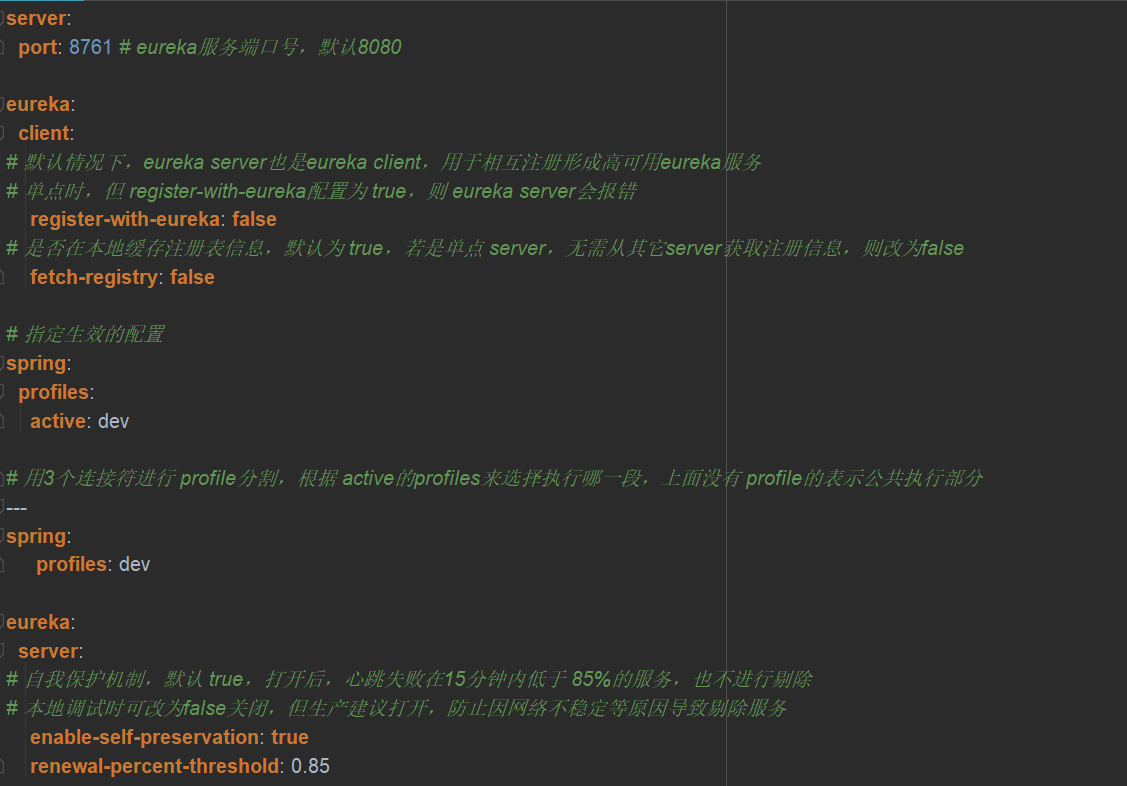 server:
port: 8761 # eureka服务端口号，默认8080
eureka:
client:
# 默认情况下，eureka server也是eureka client，用于相互注册形成高可用eureka服务
# 单点时，但 register-with-eureka配置为 true，则 eureka server会报错
register-with-eureka: false
# 是否在本地缓存注册表信息，默认为 true，若是单点 server，无需从其它server获取注册信息，则改为false
fetch-registry: false
# 指定生效的配置
spring:
profiles:
active: dev
# 用3个连接符进行 profile分割，根据 active的profiles来选择执行哪一段，上面没有 profile的表示公共执行部分
---
spring:
profiles: dev
eureka:
server:
# 自我保护机制，默认 true，打开后，心跳失败在15分钟内低于 85%的服务，也不进行剔除
# 本地调试时可改为false关闭，但生产建议打开，防止因网络不稳定等原因导致剔除服务
enable-self-preservation: true
renewal-percent-threshold: 0.85